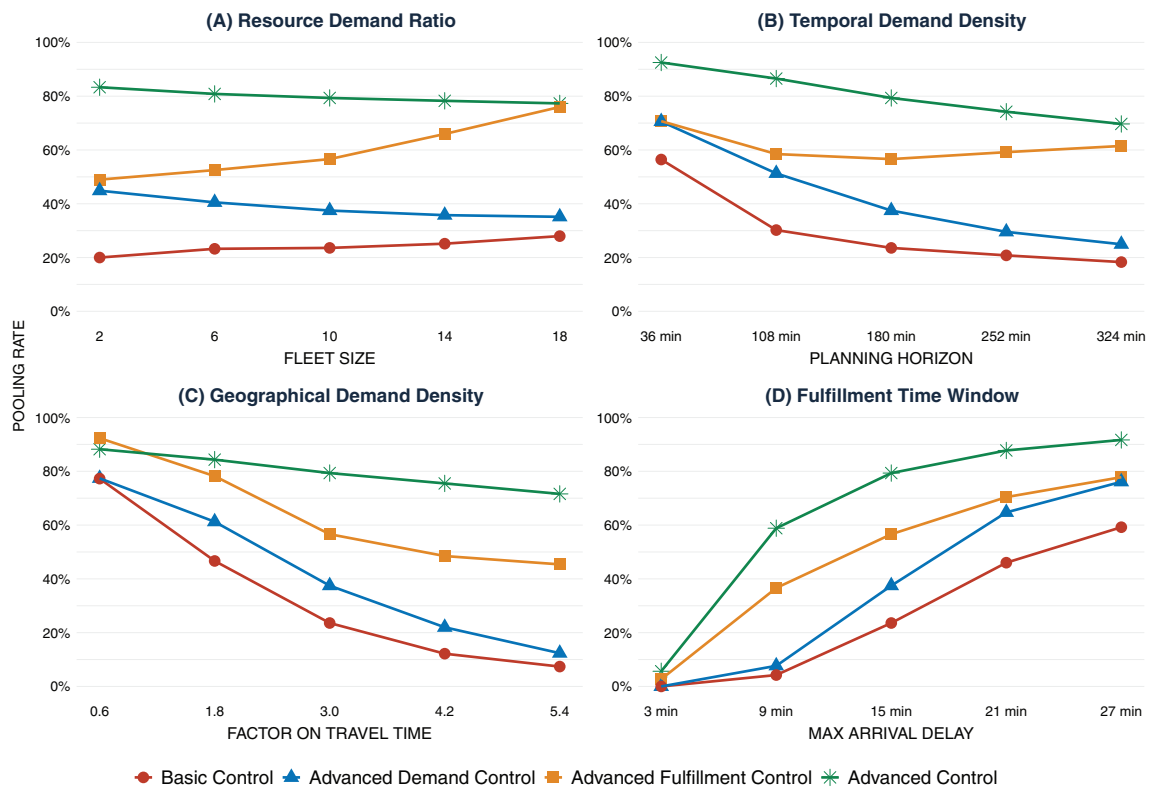 (A) Resource Demand Ratio
100%
80%
60%
40%
20%
0%
2 6 10 14 18
FLEET SIZE
(B) Temporal Demand Density
100%
80%
60%
40%
20%
0%
36 min 108 min 180 min 252 min 324 min
PLANNING HORIZON
POOLING RATE
(C) Geographical Demand Density
100%
80%
60%
40%
20%
0%
0.6 1.8 3.0 4.2 5.4
FACTOR ON TRAVEL TIME
(D) Fulfillment Time Window
100%
80%
60%
40%
20%
0%
3 min 9 min 15 min 21 min 27 min
MAX ARRIVAL DELAY
Basic Control Advanced Demand Control Advanced Fulfillment Control Advanced Control